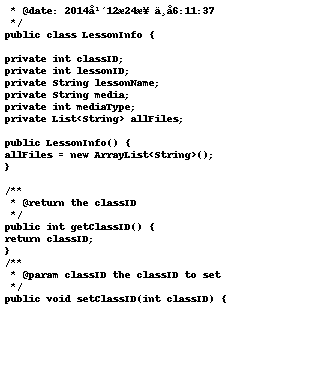 * @date: 2014å¹´12æ24æ¥ ä¸å6:11:37
*/
public class LessonInfo {
private int classID;
private int lessonID;
private String lessonName;
private String media;
private int mediaType;
private List<String> allFiles;
public LessonInfo() {
allFiles = new ArrayList<String>();
}
/**
* @return the classID
*/
public int getClassID() {
return classID;
}
/**
* @param classID the classID to set
*/
public void setClassID(int classID) {